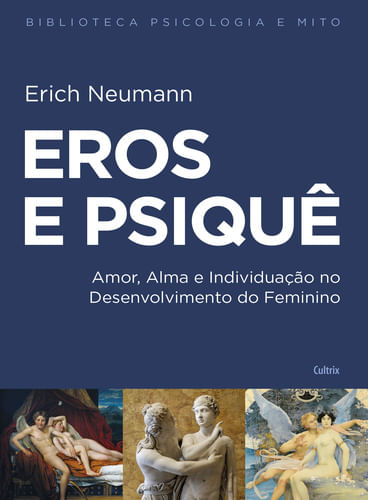 BIBLIOTECA PSICOLOGIA E MITO
Erich Neumann
EROS
E PSIQUÊ
Amor, Alma e Individuação no
Desenvolvimento do Feminino
Cultrix